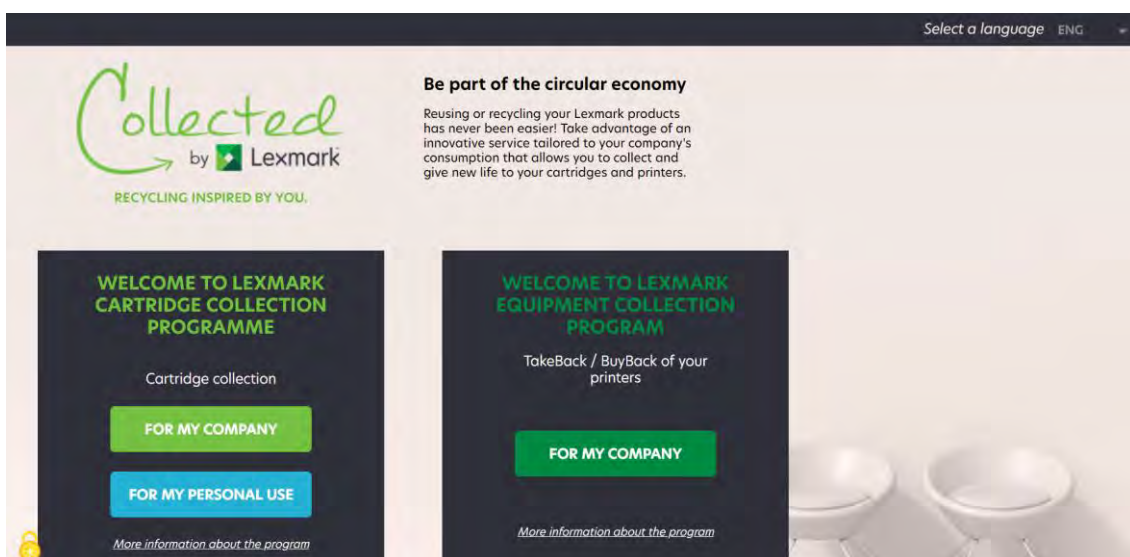 Select a language ENG
Collected
by Lexmark
RECYCLING INSPIRED BY YOU.
Be part of the circular economy
Reusing or recycling your Lexmark products
has never been easier! Take advantage of an
innovative service tailored to your company's
consumption that allows you to collect and
give new life to your cartridges and printers.
WELCOME TO LEXMARK
CARTRIDGE COLLECTION
PROGRAMME
Cartridge collection
FOR MY COMPANY
FOR MY PERSONAL USE
More information about the program
WELCOME TO LEXMARK
EQUIPMENT COLLECTION
PROGRAM
TakeBack / BuyBack of your
printers
FOR MY COMPANY
More information about the program